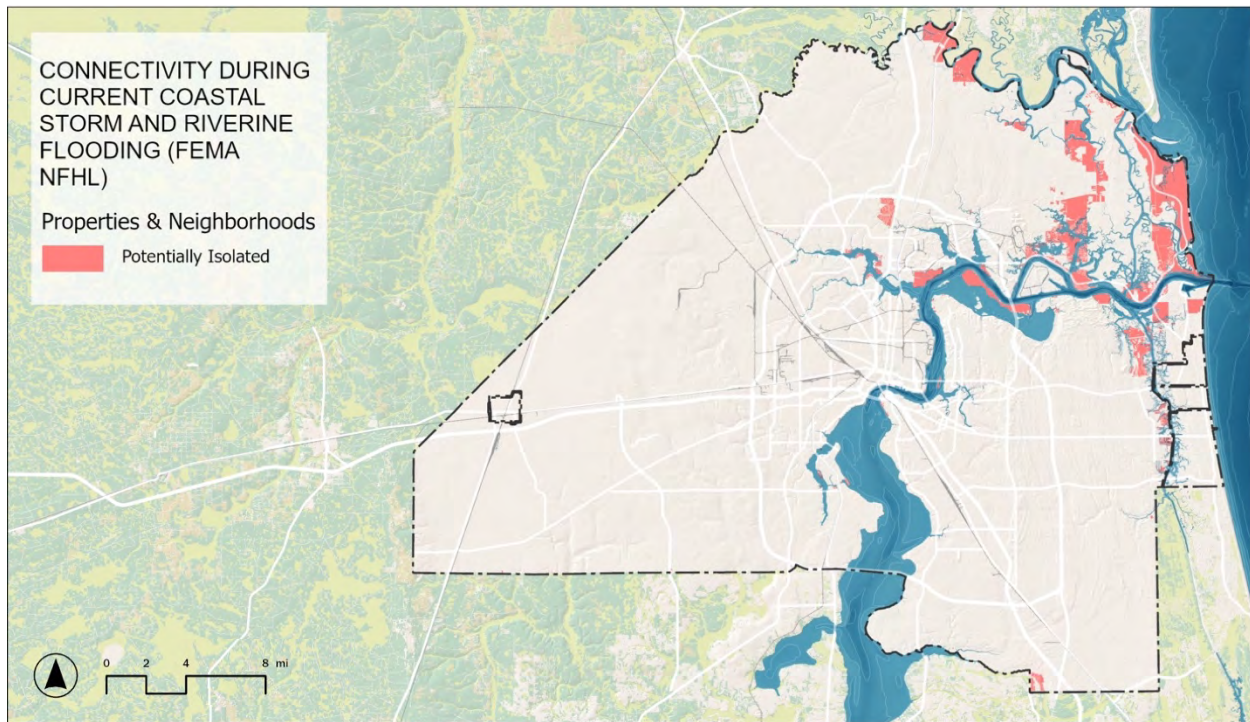 CONNECTIVITY DURING
CURRENT COASTAL
STORM AND RIVERINE
FLOODING (FEMA
NFHL)
Properties & Neighborhoods
Potentially Isolated
0 2 4 8 mi